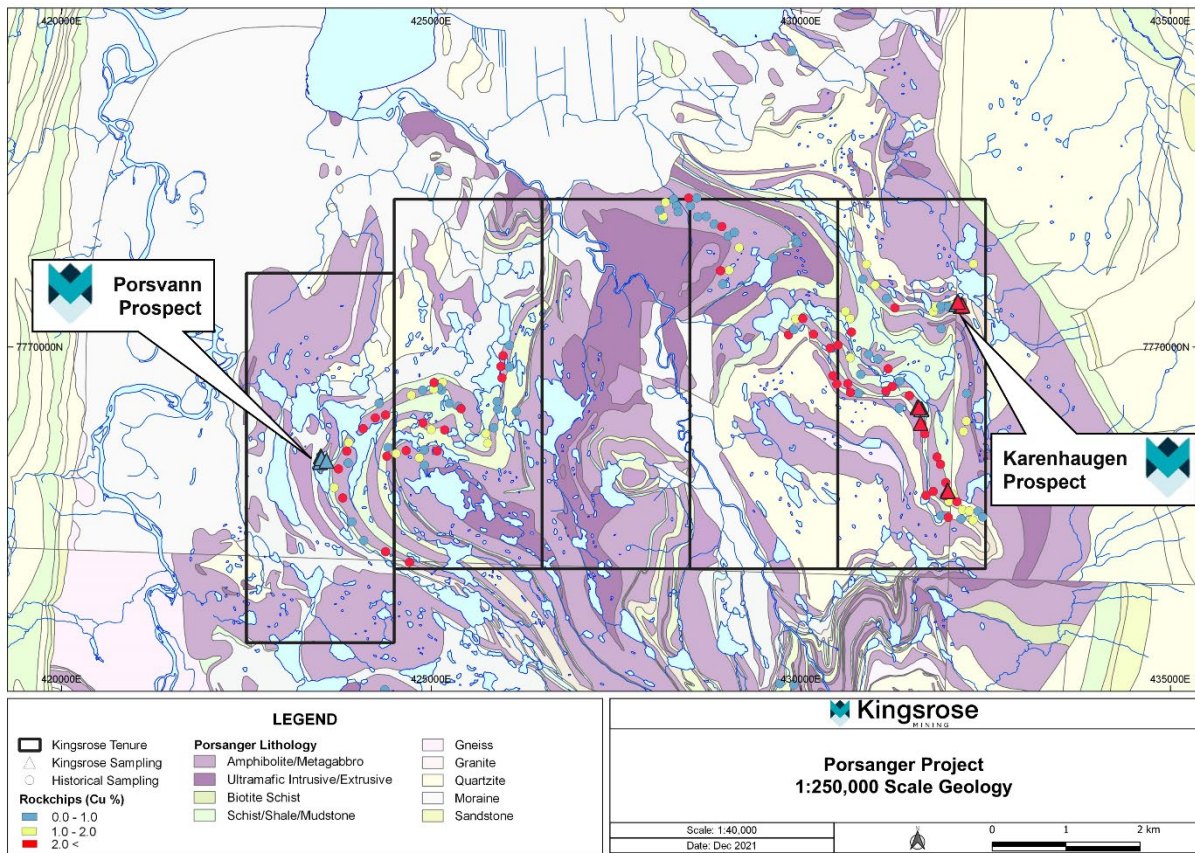 420000E
425000E
430000E
435000E
Porsvann
Prospect
7770000N
7770000N
Karenhaugen
Prospect
420000E
425000E
430000E
435000E
LEGEND
Kingsrose Tenure
Kingsrose Sampling
Historical Sampling
Rockchips (Cu %)
0.0 - 1.0
1.0 - 2.0
2.0 <
Porsanger Lithology
Amphibolite/Metagabbro
Ultramafic Intrusive/Extrusive
Biotite Schist
Schist/Shale/Mudstone
Gneiss
Granite
Quartzite
Moraine
Sandstone
Kingsrose
MINING
Porsanger Project
1:250,000 Scale Geology
Scale: 1:40,000
Date: Dec 2021
0 1 2 km